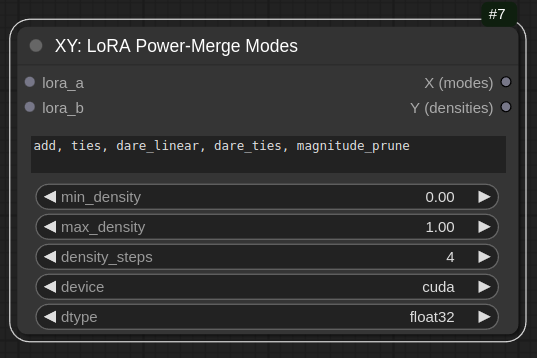 #7
XY: LoRA Power-Merge Modes
lora_a X (modes)
lora_b Y (densities)
add, ties, dare_linear, dare_ties, magnitude_prune
min_density 0.00
max_density 1.00
density_steps 4
device cuda
dtype float32